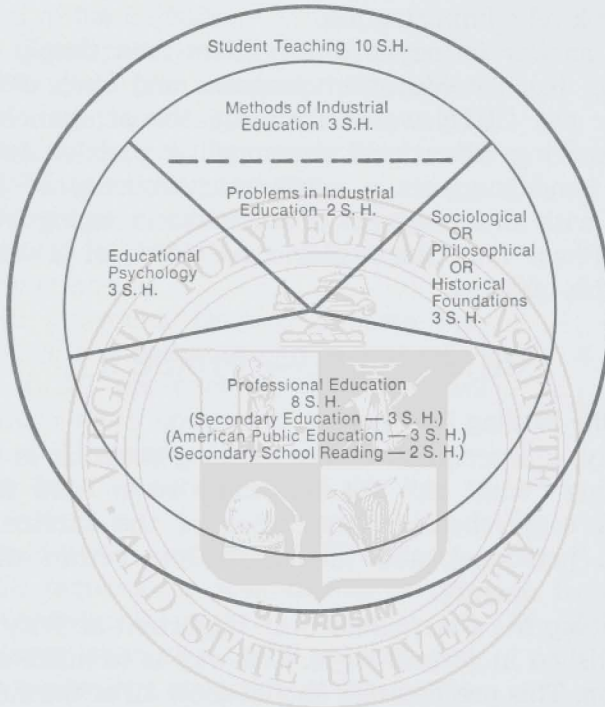 Student Teaching 10 S.H.
Methods of Industrial
Education 3 S.H.
Problems in Industrial
Education 2 S. H.
Educational
Psychology
3 S. H.
Sociological
OR
Philosophical
OR
Historical
Foundations
3 S. H.
Professional Education
8 S. H.
(Secondary Education — 3 S. H.)
(American Public Education — 3 S. H.)
(Secondary School Reading — 2 S. H.)
VIRGINIA POLYTECHNIC INSTITUTE
· AND STATE UNIVERSITY ·
UT PROSIM